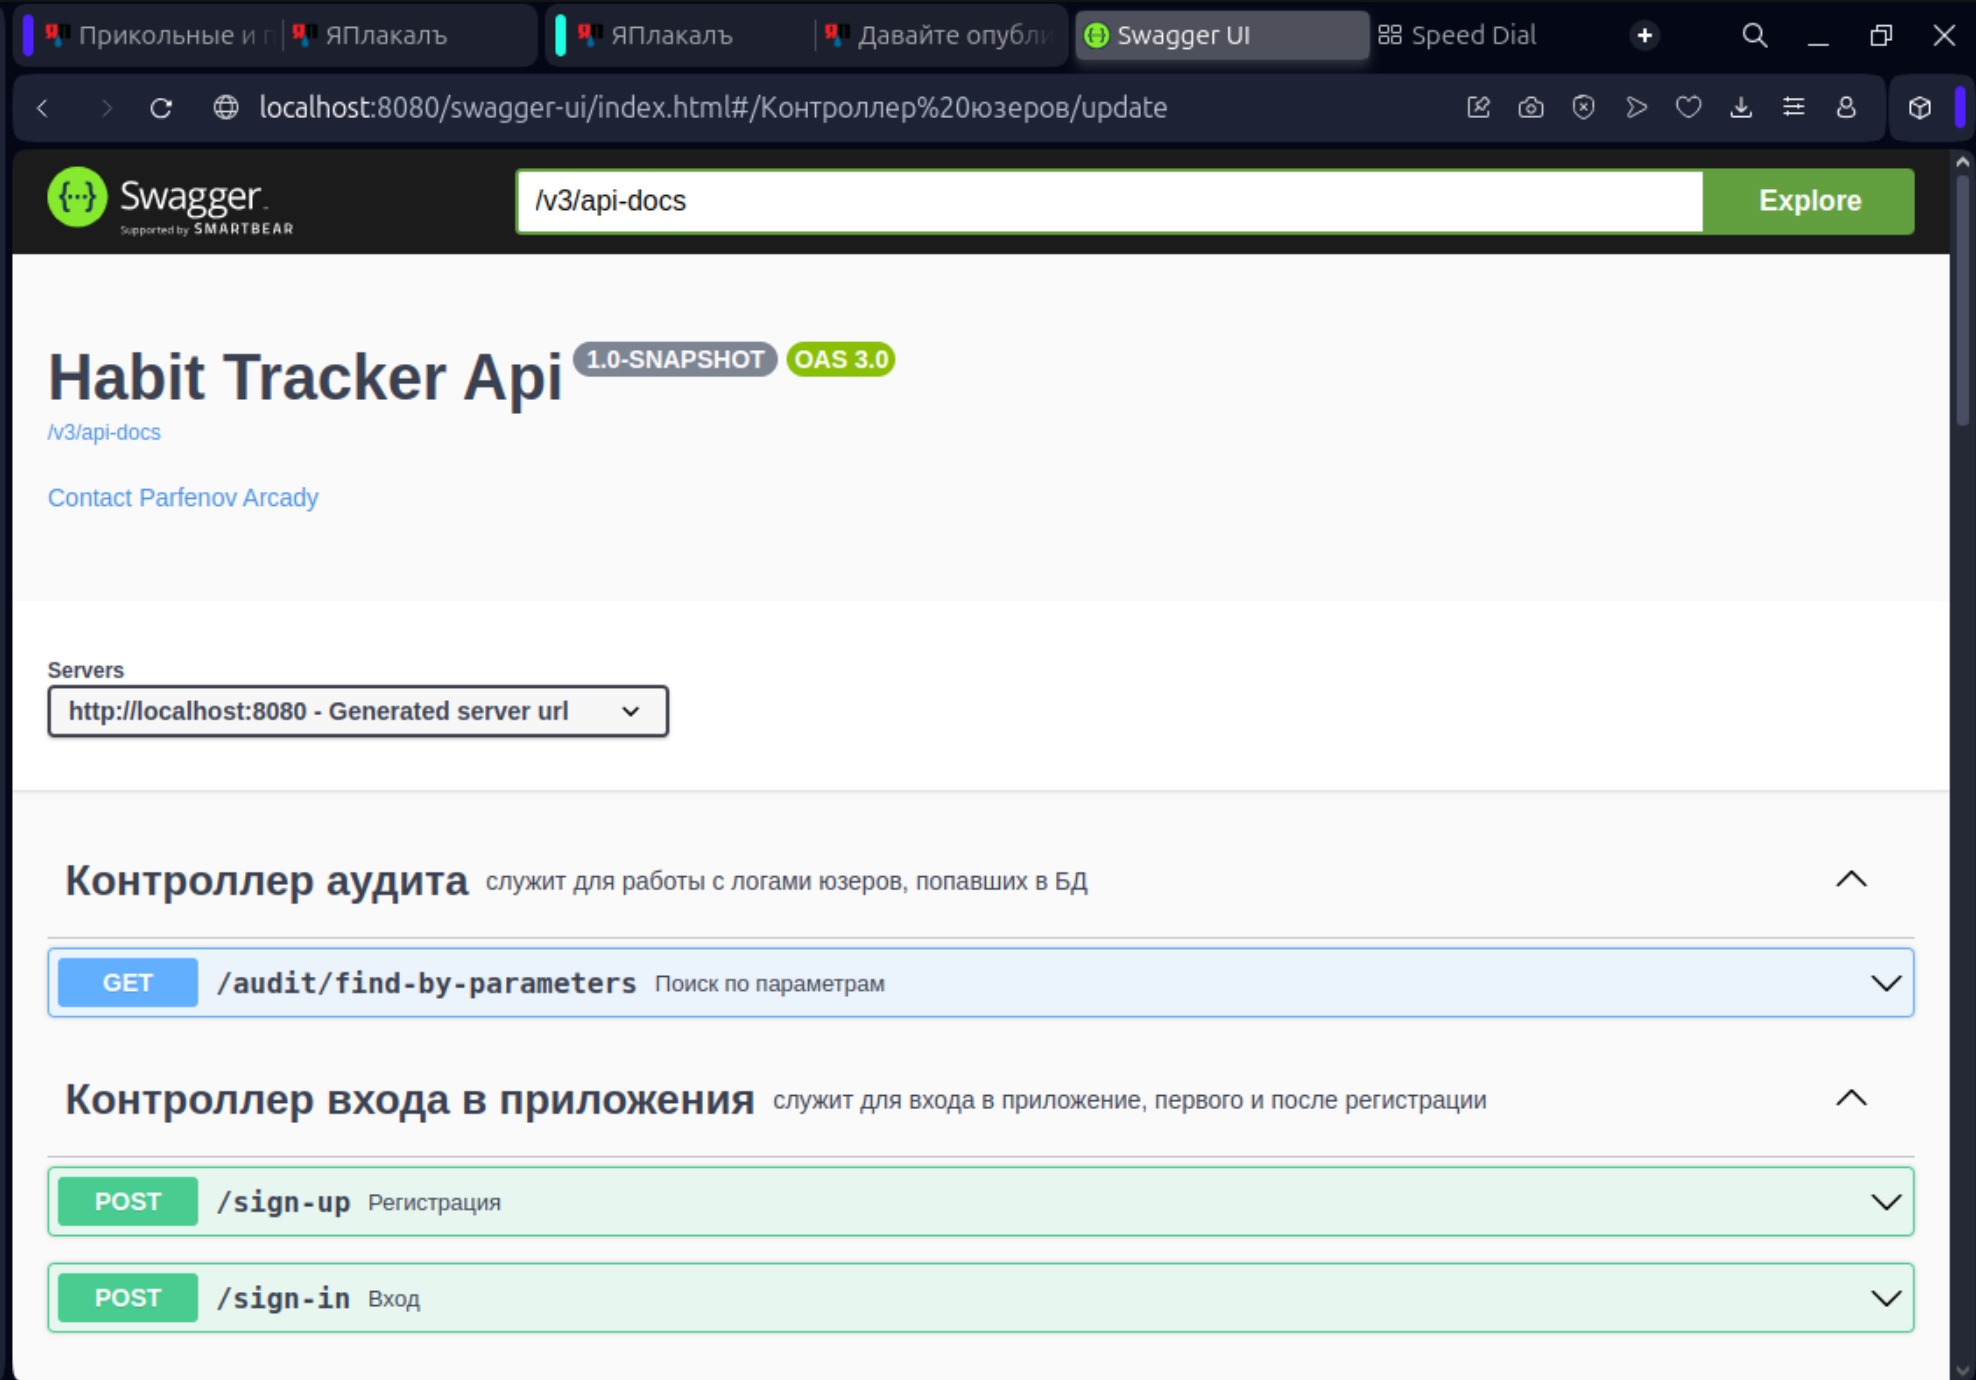 Прикольные и
ЯПлакалъ
ЯПлакалъ
Давайте опубли
Swagger UI
Speed Dial
localhost:8080/swagger-ui/index.html#/Контроллер%20юзеров/update
Swagger
Supported by SMARTBEAR
/v3/api-docs
Explore
Habit Tracker Api 1.0-SNAPSHOT OAS 3.0
/v3/api-docs
Contact Parfenov Arcady
Servers
http://localhost:8080 - Generated server url
Контроллер аудита служит для работы с логами юзеров, попавших в БД
GET /audit/find-by-parameters Поиск по параметрам
Контроллер входа в приложения служит для входа в приложение, первого и после регистрации
POST /sign-up Регистрация
POST /sign-in Вход